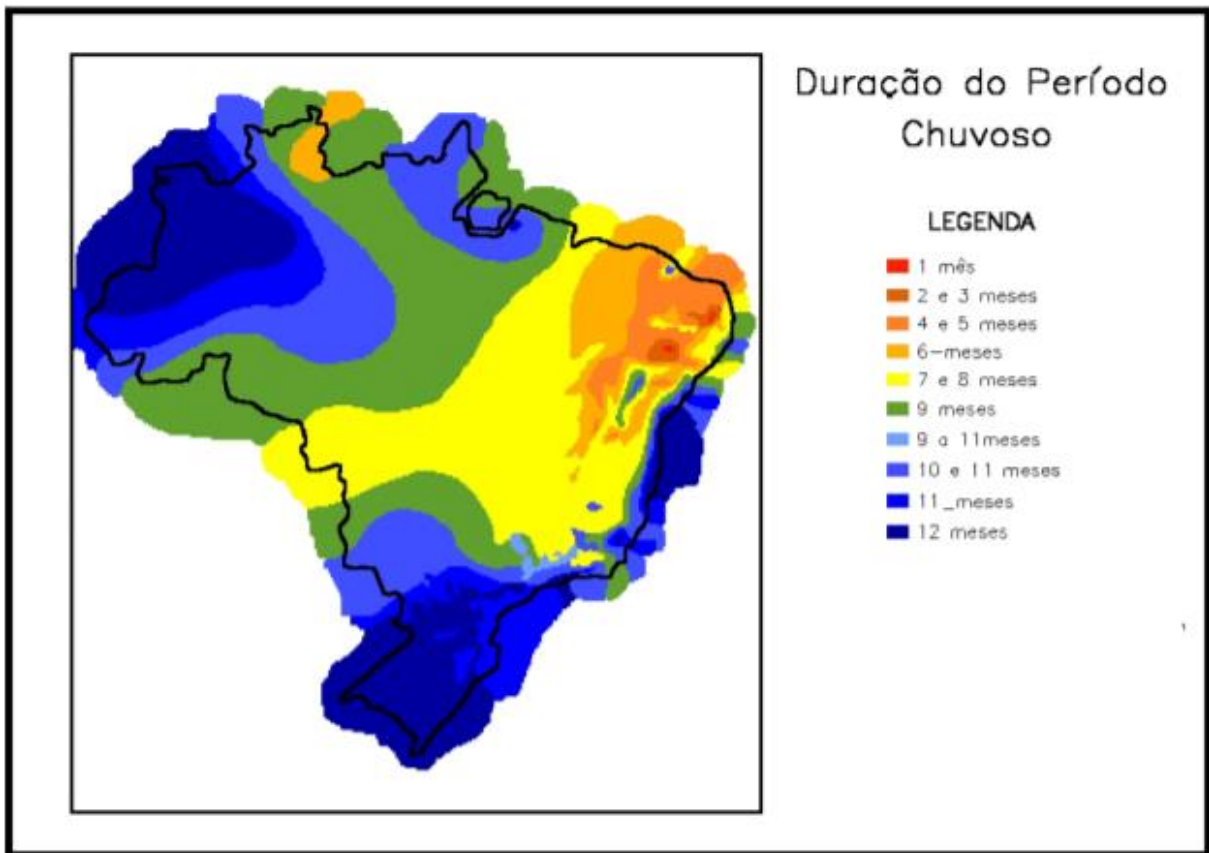 Duração do Período
Chuvoso
LEGENDA
1 mês
2 e 3 meses
4 e 5 meses
6-meses
7 e 8 meses
9 meses
9 a 11meses
10 e 11 meses
11_meses
12 meses